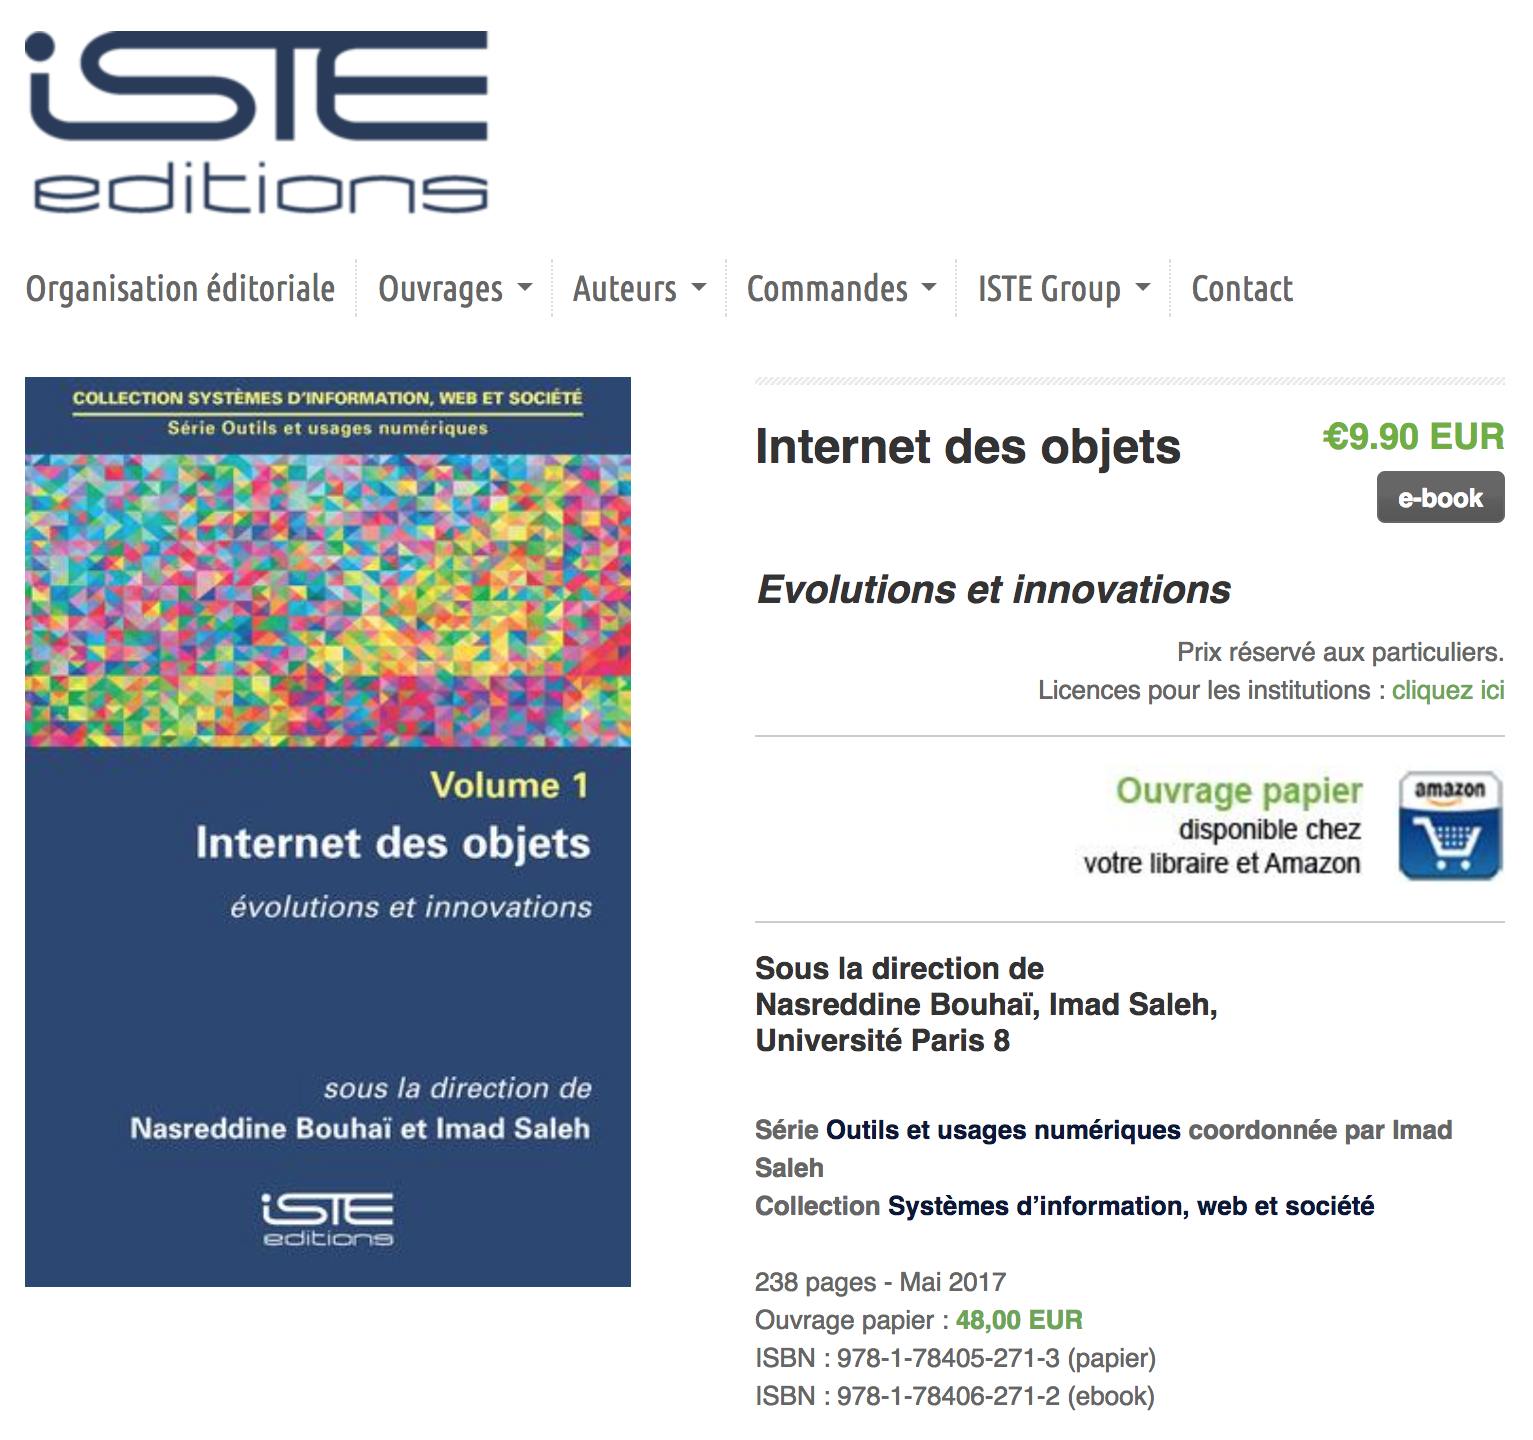 iSTE
editions
Organisation éditoriale
Ouvrages
Auteurs
Commandes
ISTE Group
Contact
COLLECTION SYSTÈMES D'INFORMATION, WEB ET SOCIÉTÉ
Série Outils et usages numériques
Volume 1
Internet des objets
évolutions et innovations
sous la direction de
Nasreddine Bouhaï et Imad Saleh
iSTE
editions
Internet des objets
€9.90 EUR
e-book
Evolutions et innovations
Prix réservé aux particuliers.
Licences pour les institutions : cliquez ici
Ouvrage papier
disponible chez
votre libraire et Amazon
amazon
Sous la direction de
Nasreddine Bouhaï, Imad Saleh,
Université Paris 8
Série Outils et usages numériques coordonnée par Imad
Saleh
Collection Systèmes d’information, web et société
238 pages - Mai 2017
Ouvrage papier : 48,00 EUR
ISBN : 978-1-78405-271-3 (papier)
ISBN : 978-1-78406-271-2 (ebook)